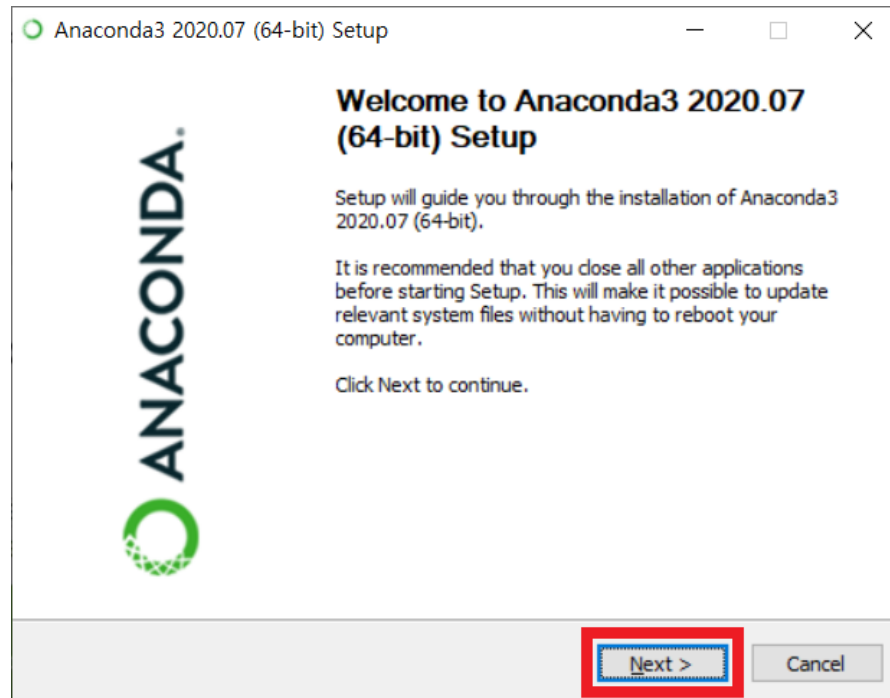 Anaconda3 2020.07 (64-bit) Setup
Welcome to Anaconda3 2020.07
(64-bit) Setup
Setup will guide you through the installation of Anaconda3
2020.07 (64-bit).
It is recommended that you close all other applications
before starting Setup. This will make it possible to update
relevant system files without having to reboot your
computer.
Click Next to continue.
ANACONDA.
Next >
Cancel